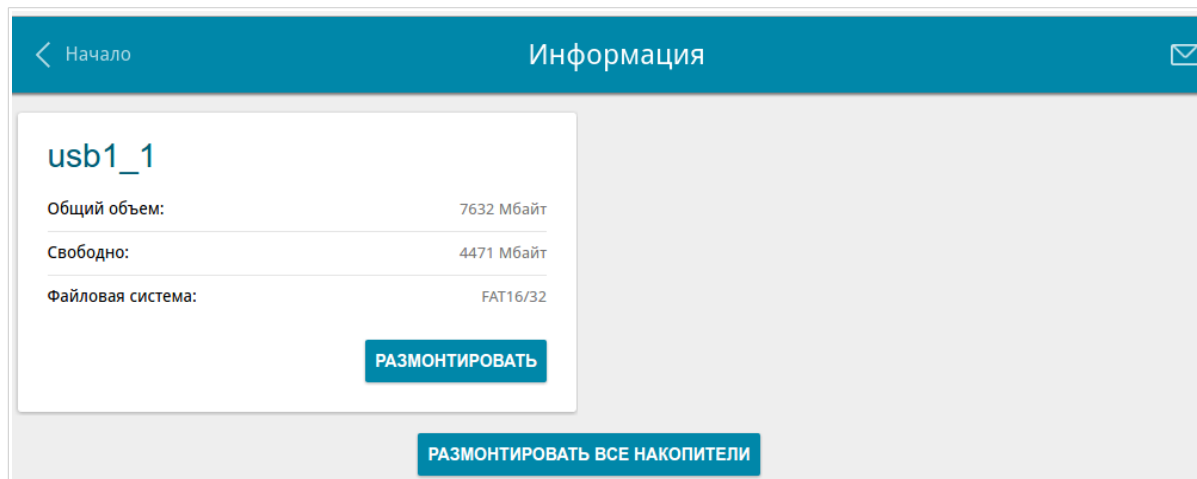 Начало
Информация
usb1_1
Общий объем: 7632 Мбайт
Свободно: 4471 Мбайт
Файловая система: FAT16/32
РАЗМОНТИРОВАТЬ
РАЗМОНТИРОВАТЬ ВСЕ НАКОПИТЕЛИ